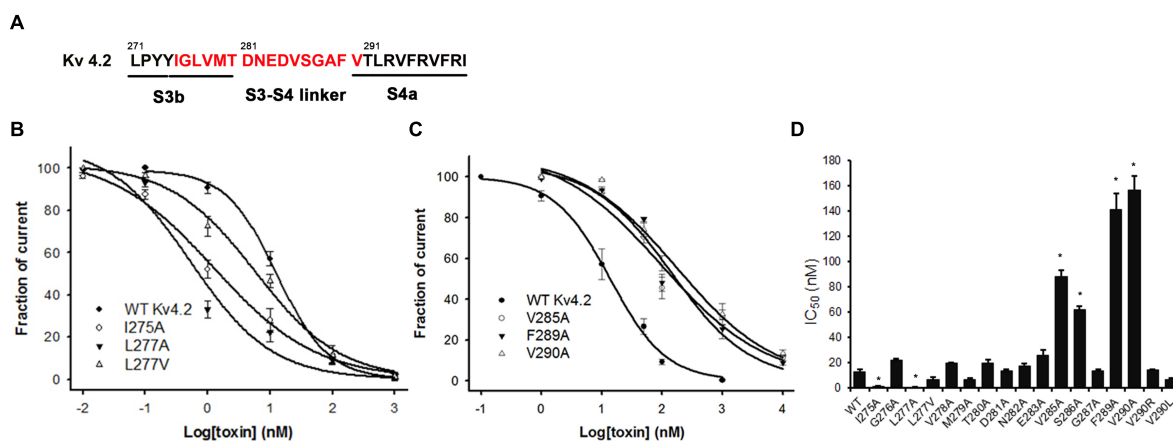 A
271 281 291
Kv 4.2 LPYYIGLVMT DNEDVSGAF VTLRVFRVFRI
S3b S3-S4 linker S4a
B
Fraction of current
100
80
60
40
20
0
WT Kv4.2
I275A
L277A
L277V
-2 -1 0 1 2 3
Log[toxin] (nM)
C
Fraction of current
100
80
60
40
20
0
WT Kv4.2
V285A
F289A
V290A
-1 0 1 2 3 4
Log[toxin] (nM)
D
IC50 (nM)
180
160
140
120
100
80
60
40
20
0
* * * * * *
WT I275A G276A L277A L277V V278A M279A T280A D281A N282A E283A V285A S286A G287A F289A V290A V290R V290L